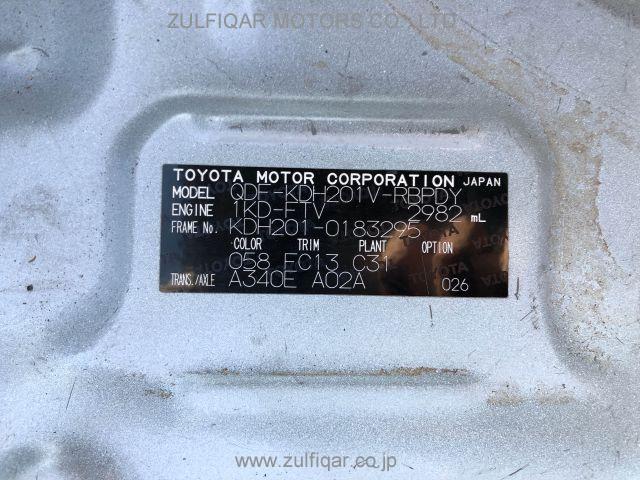 ZULFIQAR MOTORS CO.,LTD
TOYOTA MOTOR CORPORATION JAPAN
MODEL QDF-KDH201V-RBPDY
ENGINE 1KD-FTV 2982 mL
FRAME No. KDH201-0183295
COLOR TRIM PLANT OPTION
058 FC13 C31
TRANS./AXLE A340E A02A 026
www.zulfiqar.co.jp